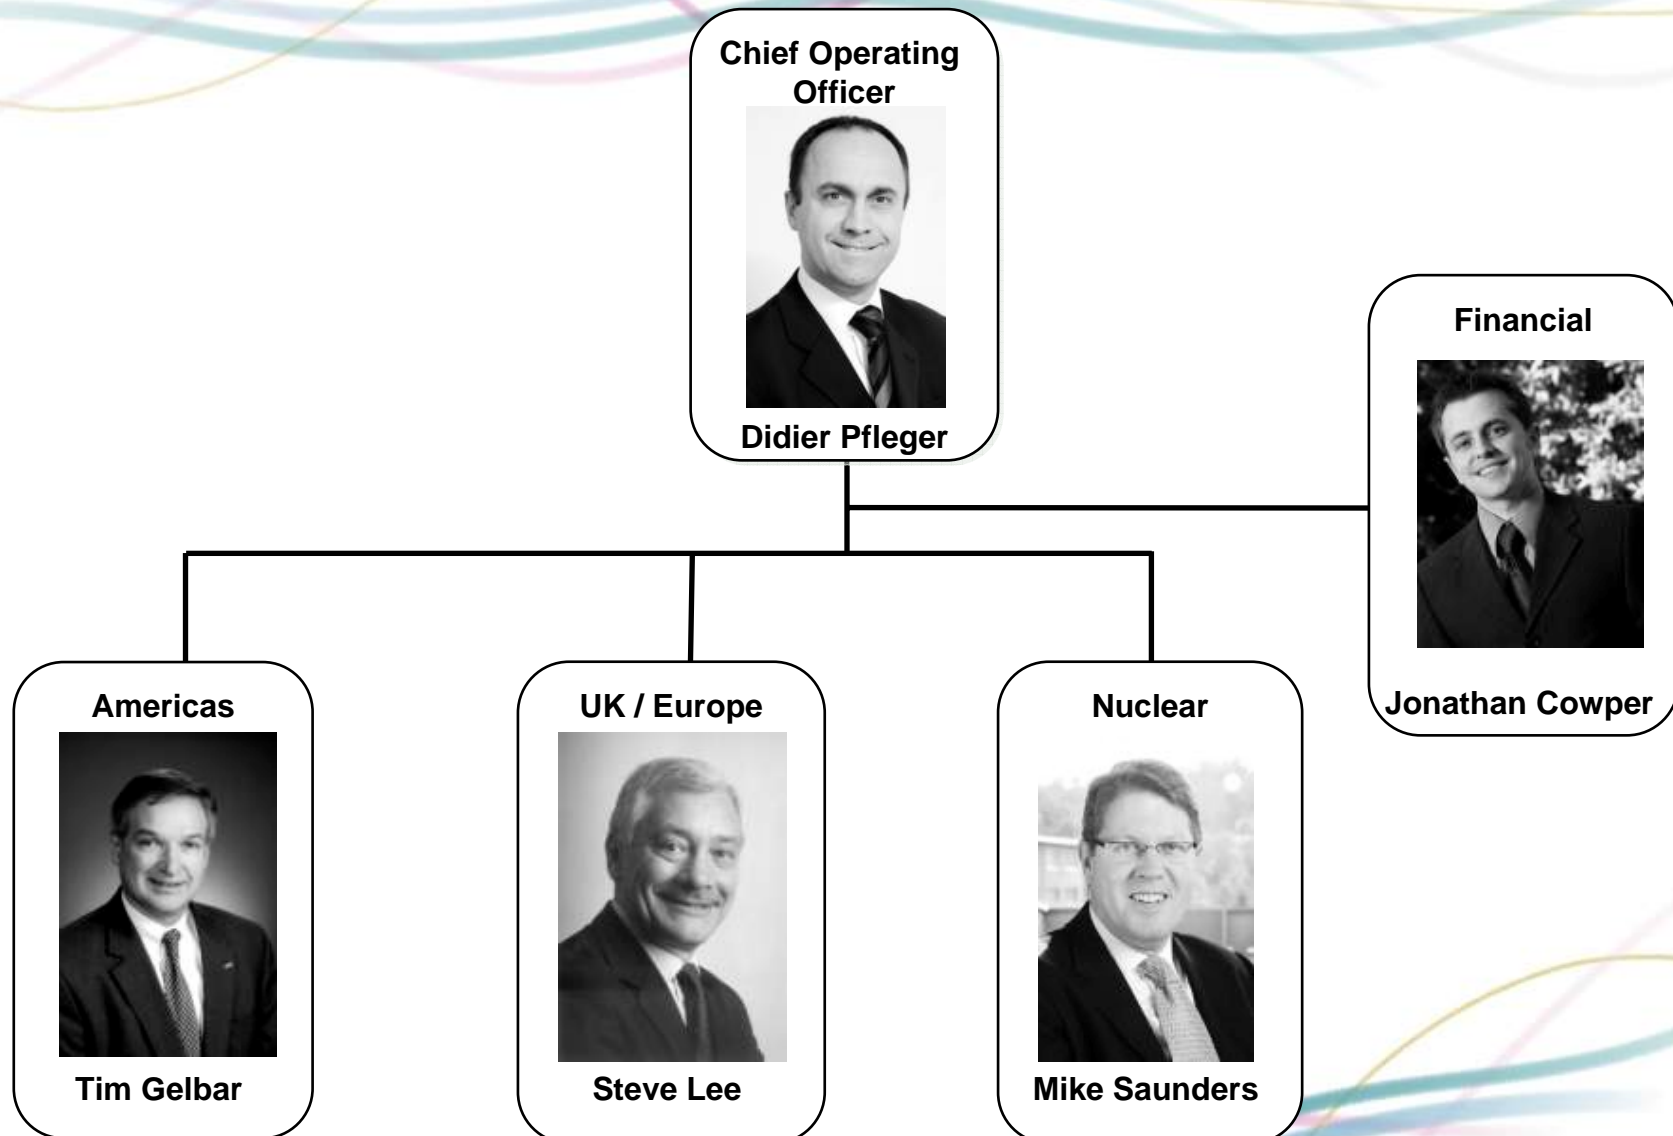 Chief Operating
Officer
Didier Pfleger
Financial
Jonathan Cowper
Americas
Tim Gelbar
UK / Europe
Steve Lee
Nuclear
Mike Saunders